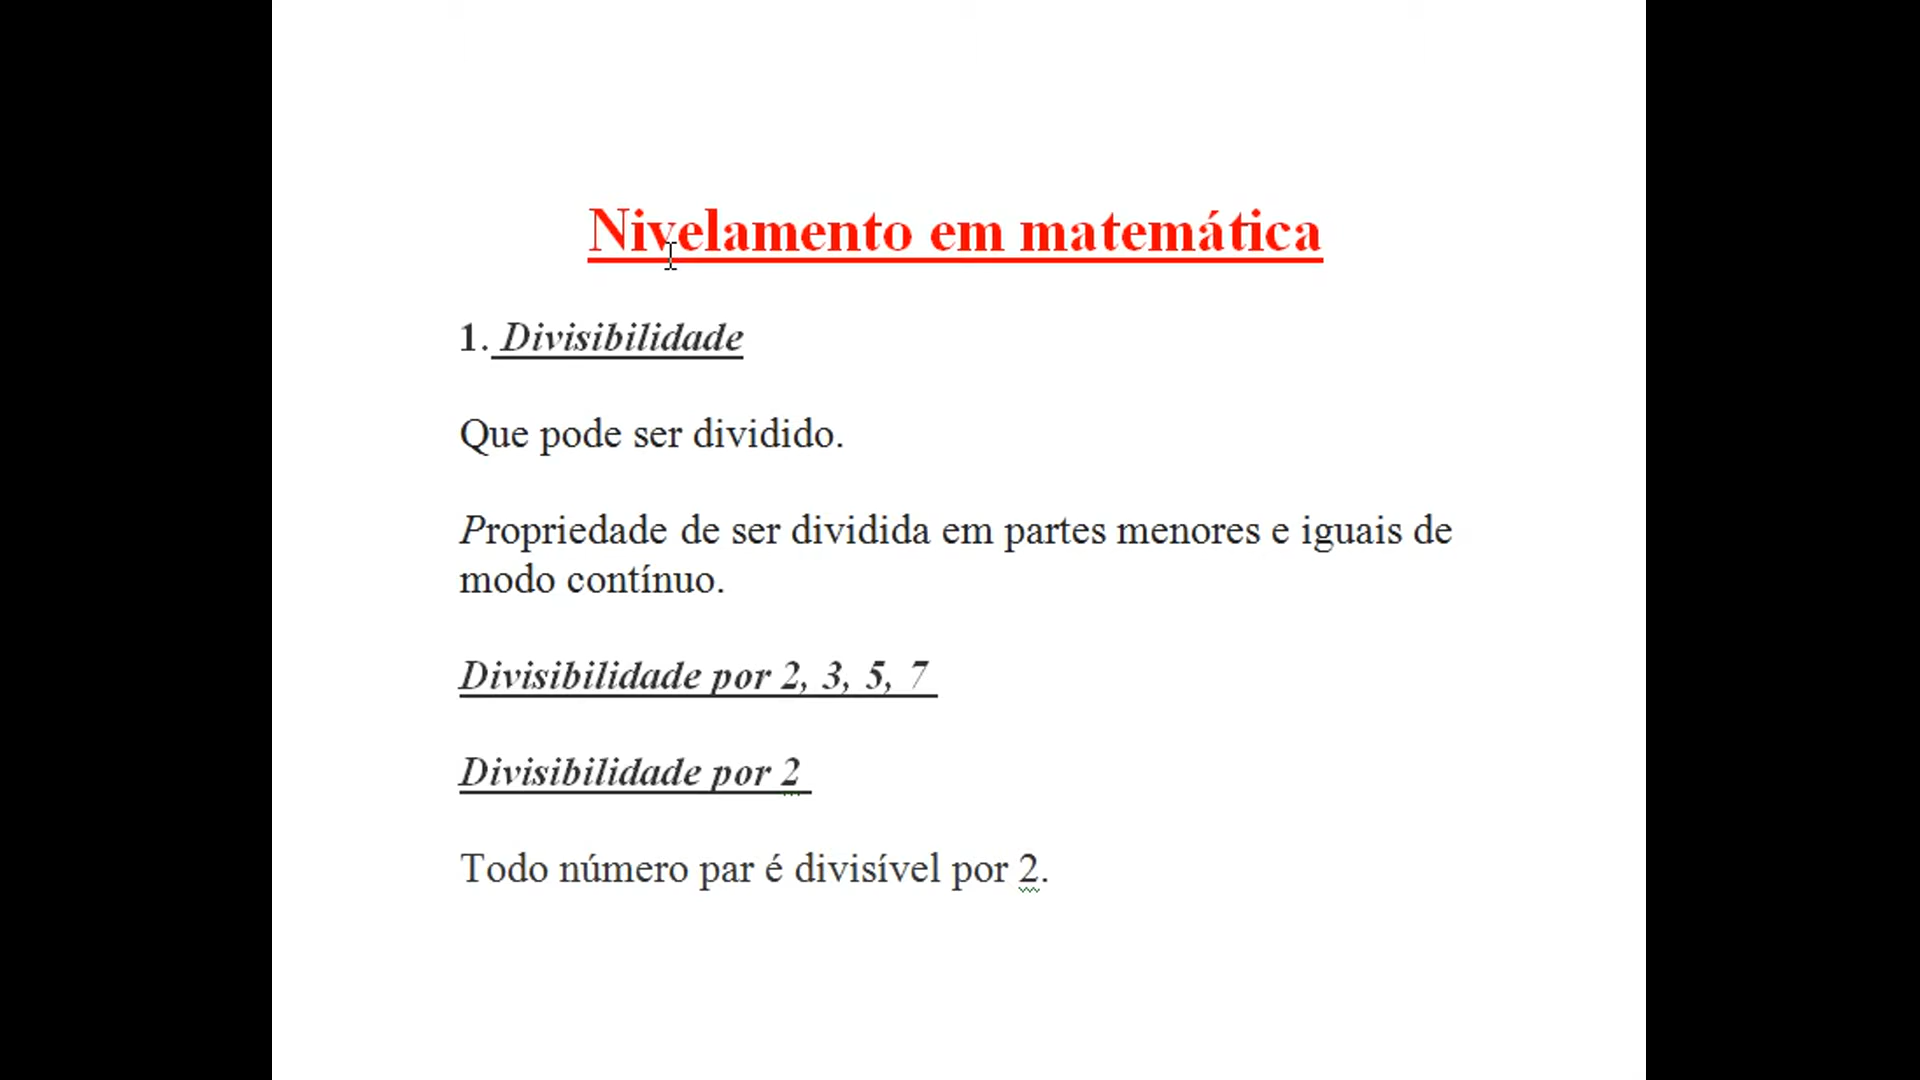 Nivelamento em matemática
1. Divisibilidade
Que pode ser dividido.
Propriedade de ser dividida em partes menores e iguais de
modo contínuo.
Divisibilidade por 2, 3, 5, 7
Divisibilidade por 2
Todo número par é divisível por 2.